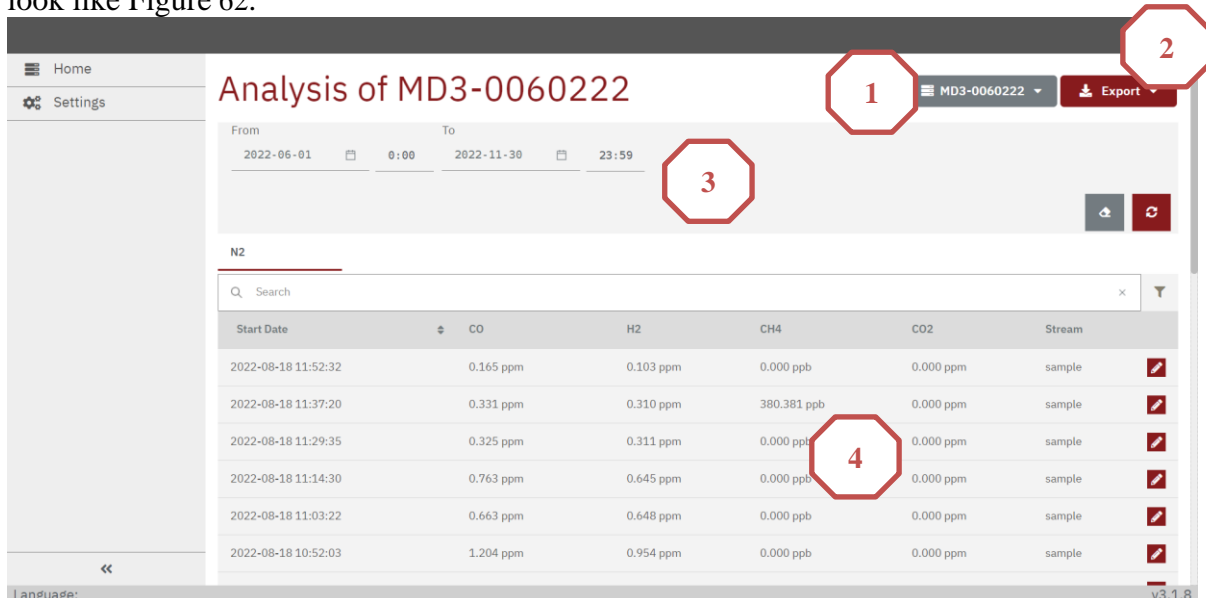 look like Figure 62.
2
Home
Settings
Analysis of MD3-0060222
1
MD3-0060222
Export
From
To
2022-06-01
0:00
2022-11-30
23:59
3
N2
Search
×
Start Date CO H2 CH4 CO2 Stream
2022-08-18 11:52:32 0.165 ppm 0.103 ppm 0.000 ppb 0.000 ppm sample
2022-08-18 11:37:20 0.331 ppm 0.310 ppm 380.381 ppb 0.000 ppm sample
2022-08-18 11:29:35 0.325 ppm 0.311 ppm 0.000 ppb 0.000 ppm sample
4
2022-08-18 11:14:30 0.763 ppm 0.645 ppm 0.000 ppb 0.000 ppm sample
2022-08-18 11:03:22 0.663 ppm 0.648 ppm 0.000 ppb 0.000 ppm sample
2022-08-18 10:52:03 1.204 ppm 0.954 ppm 0.000 ppb 0.000 ppm sample
«
Language:
v3.1.8